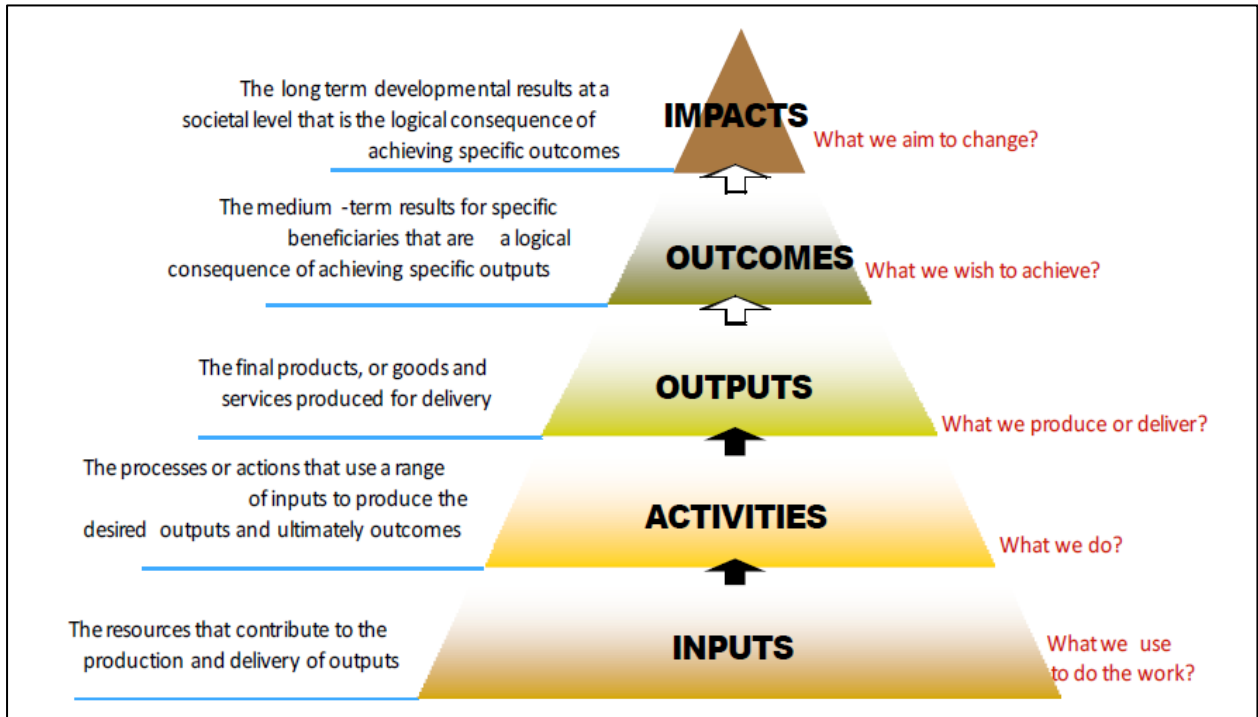 The long term developmental results at a
societal level that is the logical consequence of
achieving specific outcomes
IMPACTS
What we aim to change?
The medium -term results for specific
beneficiaries that are a logical
consequence of achieving specific outputs
OUTCOMES
What we wish to achieve?
The final products, or goods and
services produced for delivery
OUTPUTS
What we produce or deliver?
The processes or actions that use a range
of inputs to produce the
desired outputs and ultimately outcomes
ACTIVITIES
What we do?
The resources that contribute to the
production and delivery of outputs
INPUTS
What we use
to do the work?